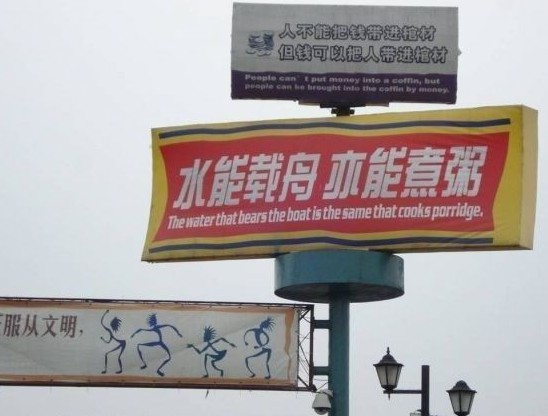 人不能把钱带进棺材
但钱可以把人带进棺材
People can't put money into a coffin, but
people can be brought into the coffin by money.
水能载舟 亦能煮粥
The water that bears the boat is the same that cooks porridge.
服从文明,